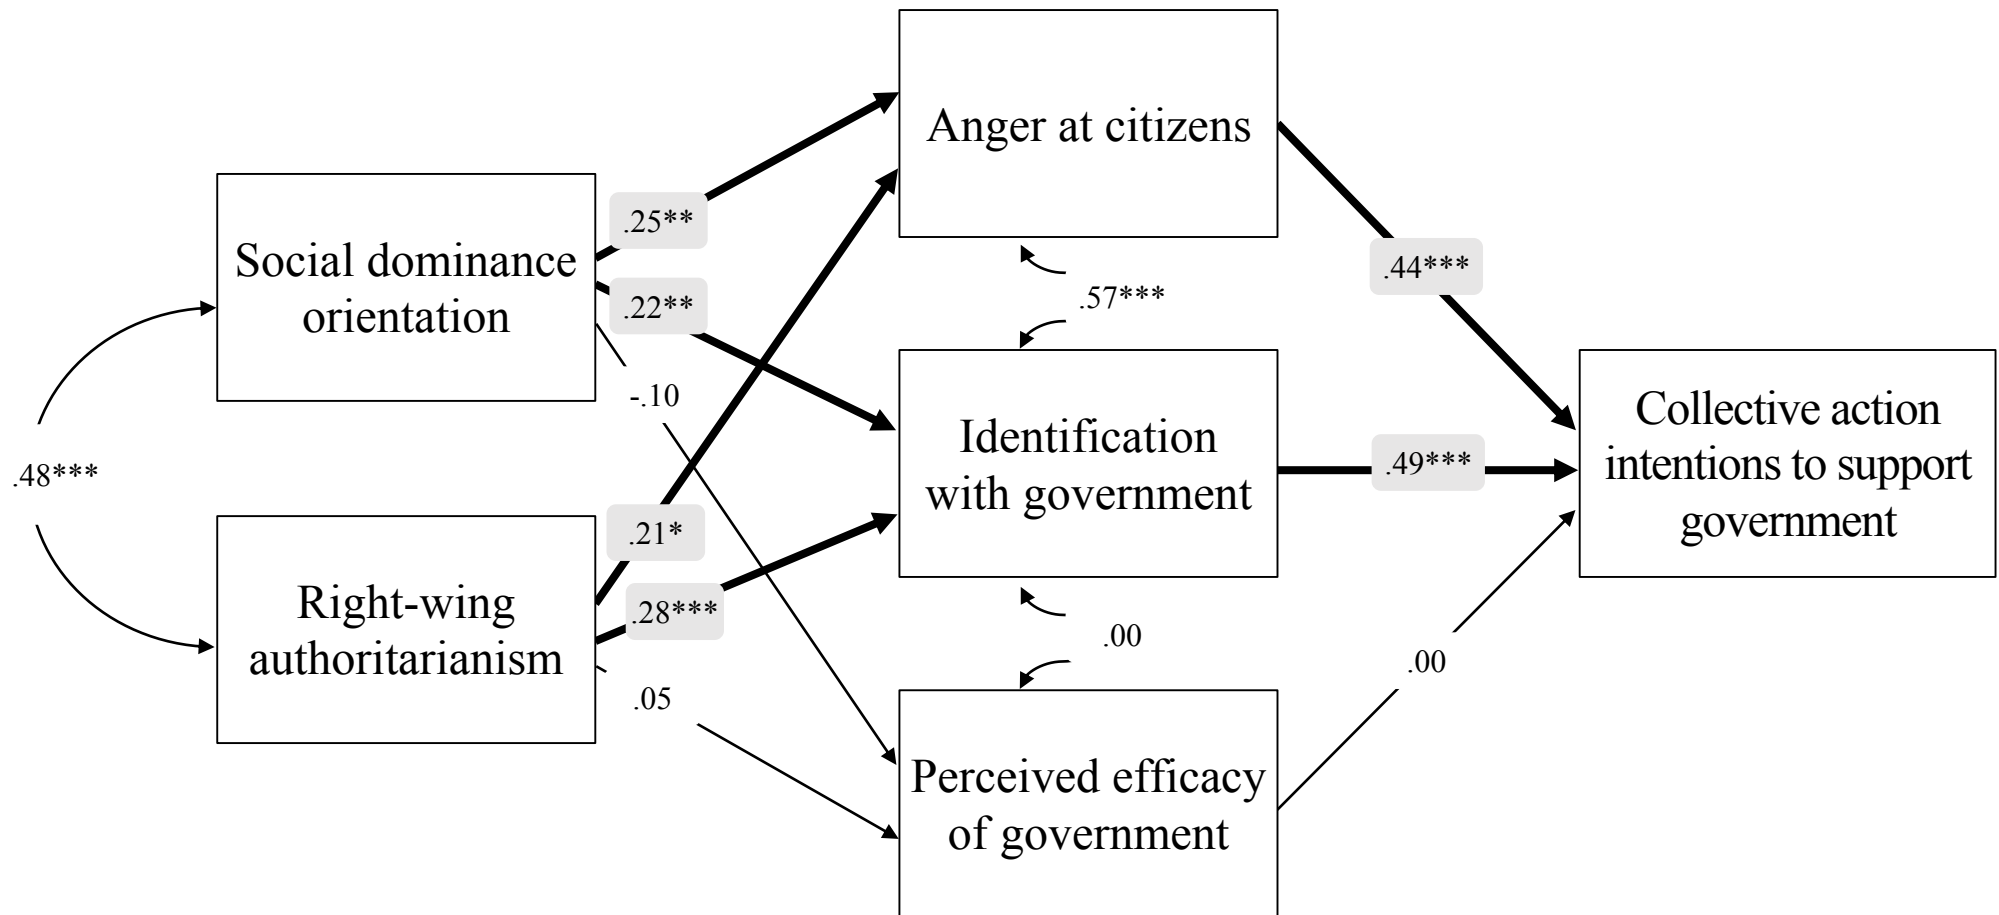 Anger at citizens
.25**
Social dominance
orientation
.22**
.44***
.57***
-.10
Identification
with government
Collective action
intentions to support
government
.48***
.49***
.21*
Right-wing
authoritarianism
.28***
.00
.00
.05
Perceived efficacy
of government